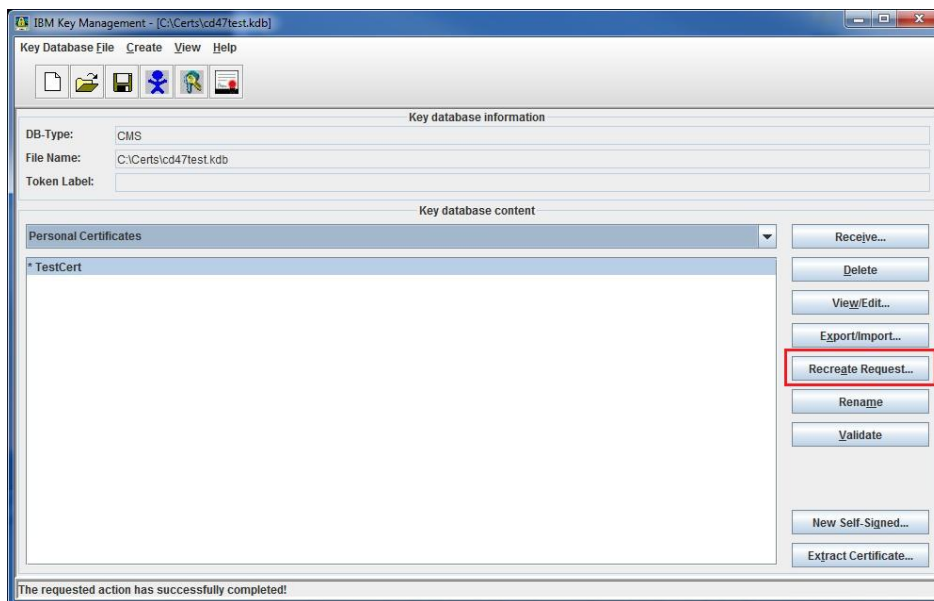 IBM Key Management - [C:\Certs\cd47test.kdb]
Key Database File Create View Help
Key database information
DB-Type: CMS
File Name: C:\Certs\cd47test.kdb
Token Label:
Key database content
Personal Certificates
Receive...
* TestCert
Delete
View/Edit...
Export/Import...
Recreate Request...
Rename
Validate
New Self-Signed...
Extract Certificate...
The requested action has successfully completed!